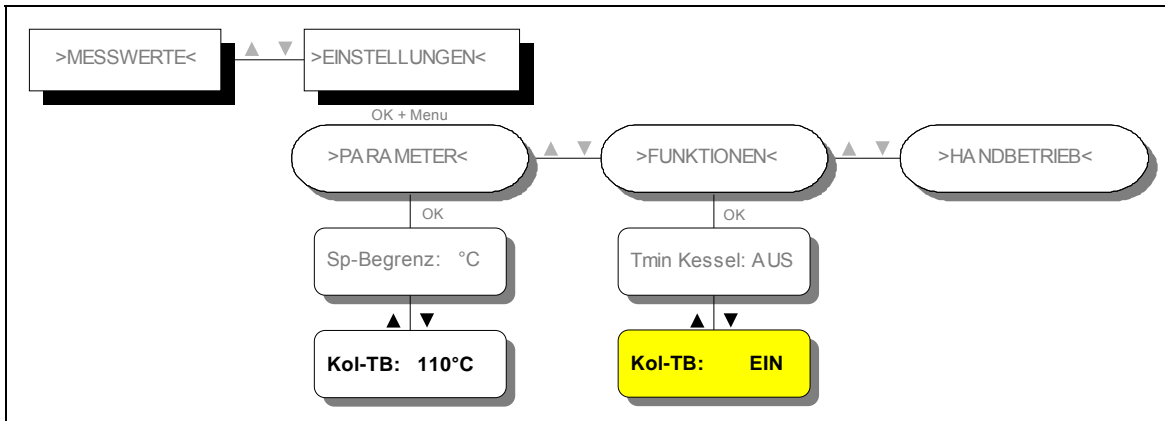 >MESSWERTE< ▲ ▼ >EINSTELLUNGEN<
OK + Menu
>PARAMETER< ▲ ▼ >FUNKTIONEN< ▲ ▼ >HANDBETRIEB<
OK OK
Sp-Begrenz: °C Tmin Kessel: AUS
▲ ▼ ▲ ▼
Kol-TB: 110°C Kol-TB: EIN